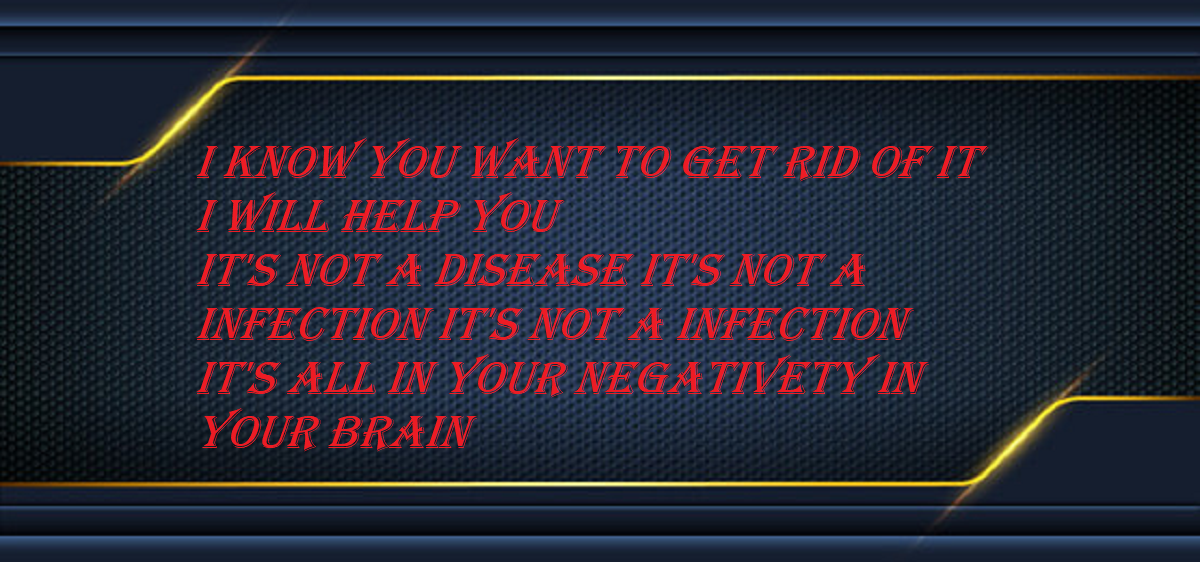 I KNOW YOU WANT TO GET RID OF IT
I WILL HELP YOU
IT'S NOT A DISEASE IT'S NOT A
INFECTION IT'S NOT A INFECTION
IT'S ALL IN YOUR NEGATIVETY IN
YOUR BRAIN